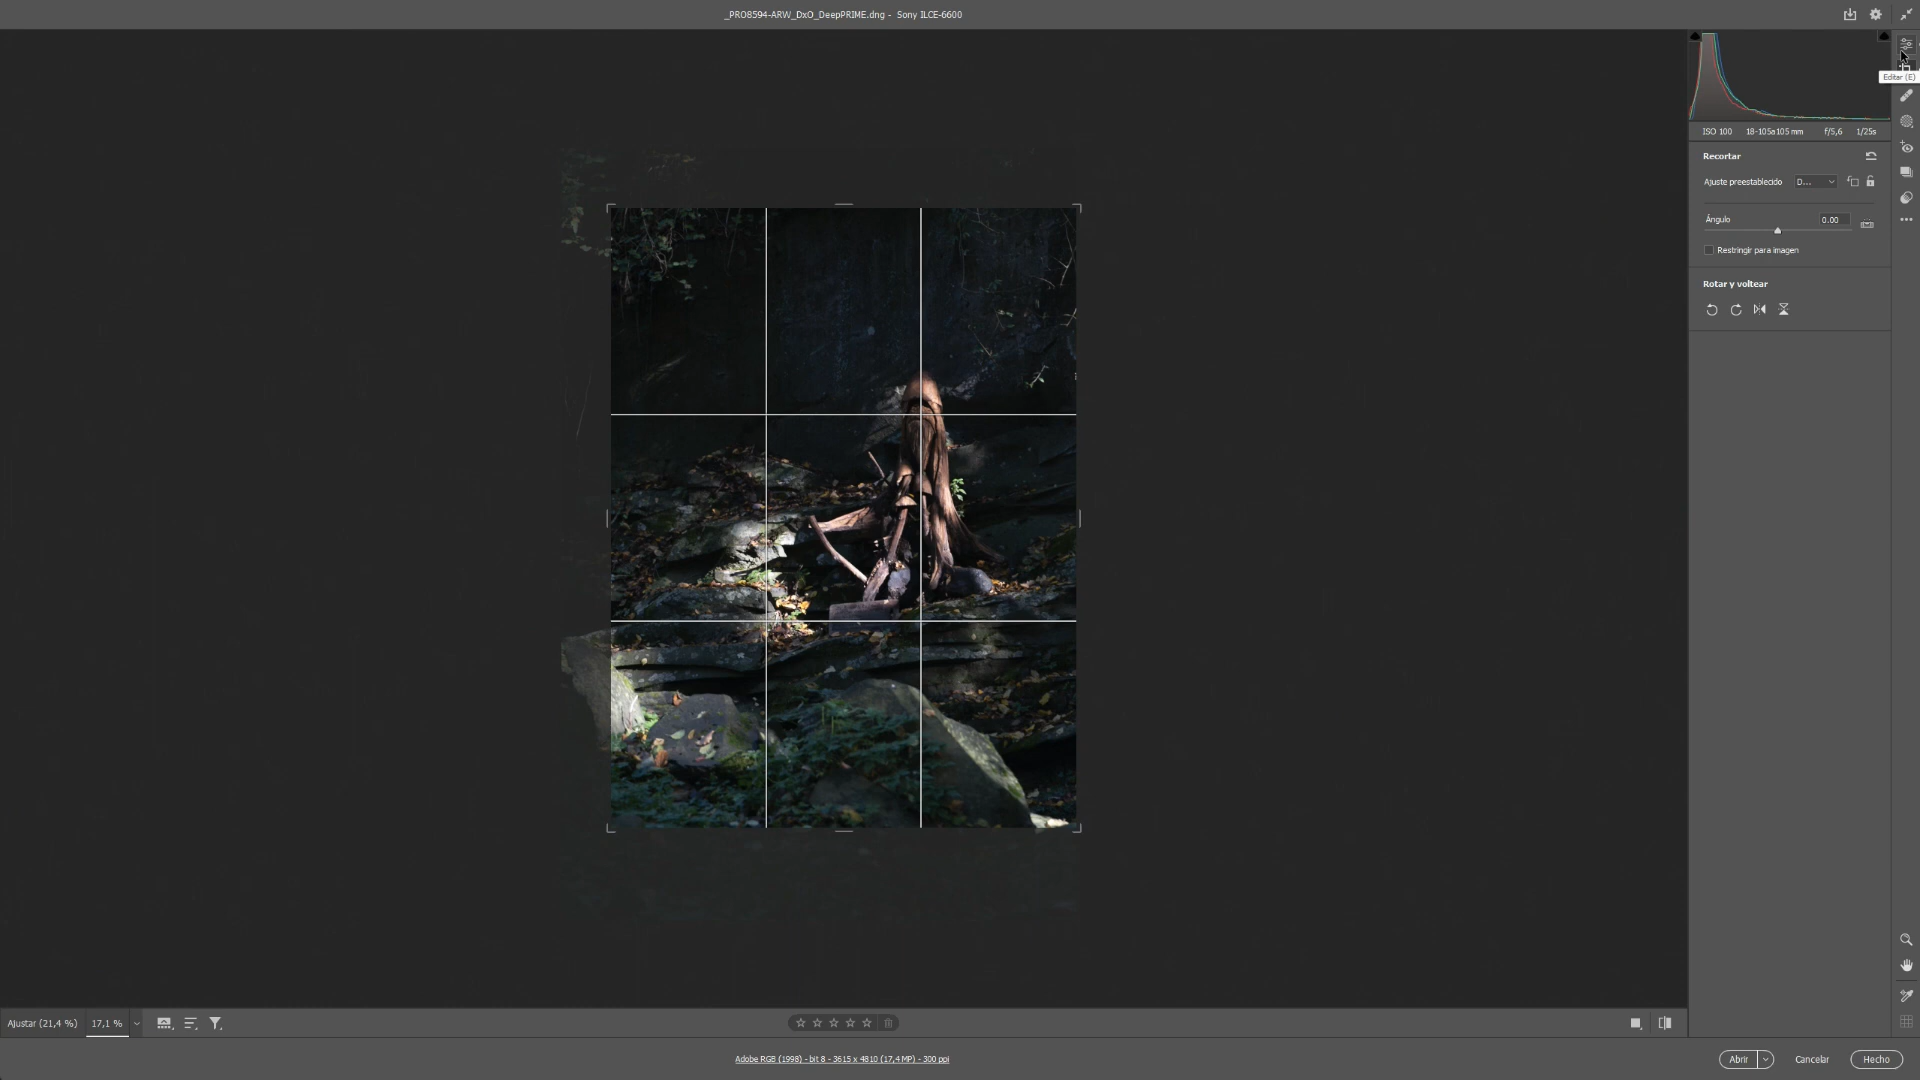 _PRO8594-ARW_DxO_DeepPRIME.dng - Sony ILCE-6600
Editar (E)
ISO 100 18-105a105 mm f/5,6 1/25s
Recortar
Ajuste preestablecido D...
Ángulo 0.00
Restringir para imagen
Rotar y voltear
Ajustar (21,4 %) 17,1 %
Adobe RGB (1998) - bit 8 - 3615 x 4810 (17,4 MP) - 300 ppi
Abrir Cancelar Hecho